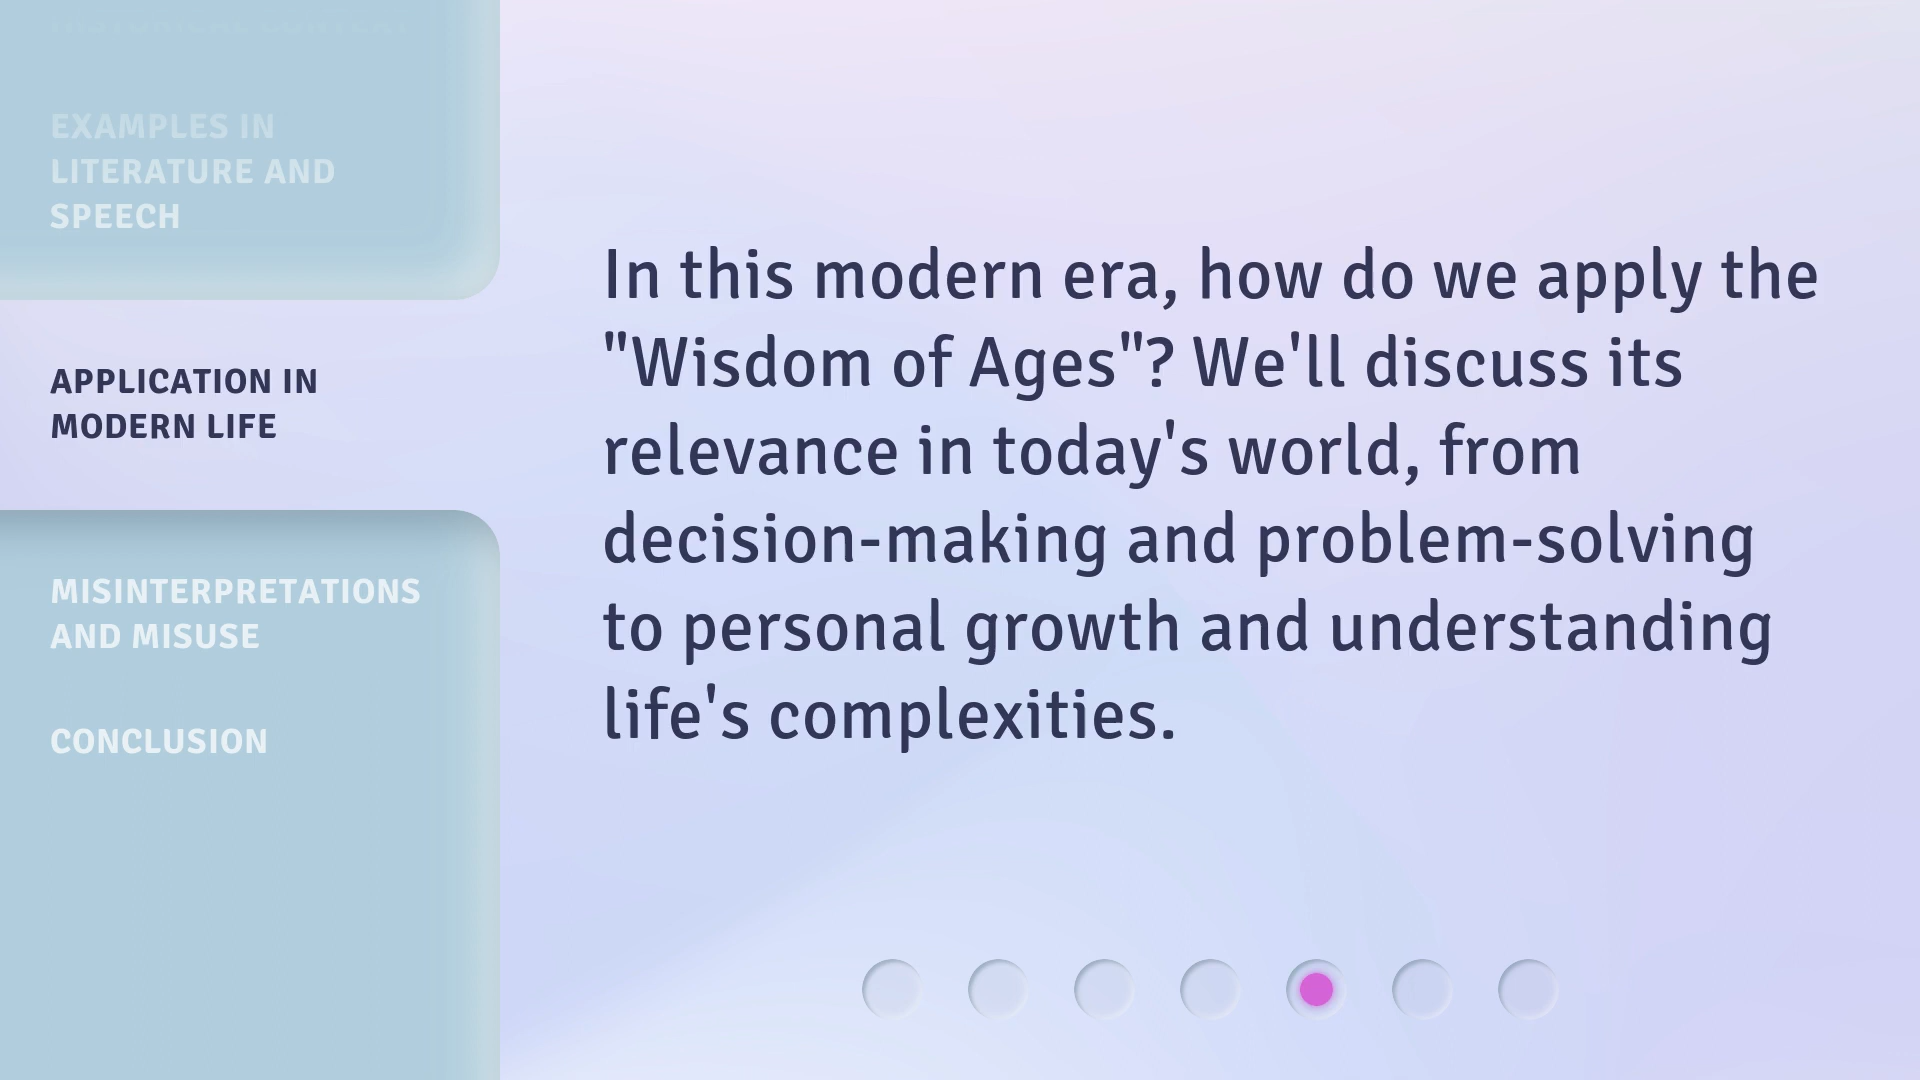 HISTORICAL CONTEXT
EXAMPLES IN
LITERATURE AND
SPEECH
APPLICATION IN
MODERN LIFE
MISINTERPRETATIONS
AND MISUSE
CONCLUSION
In this modern era, how do we apply the
"Wisdom of Ages"? We'll discuss its
relevance in today's world, from
decision-making and problem-solving
to personal growth and understanding
life's complexities.